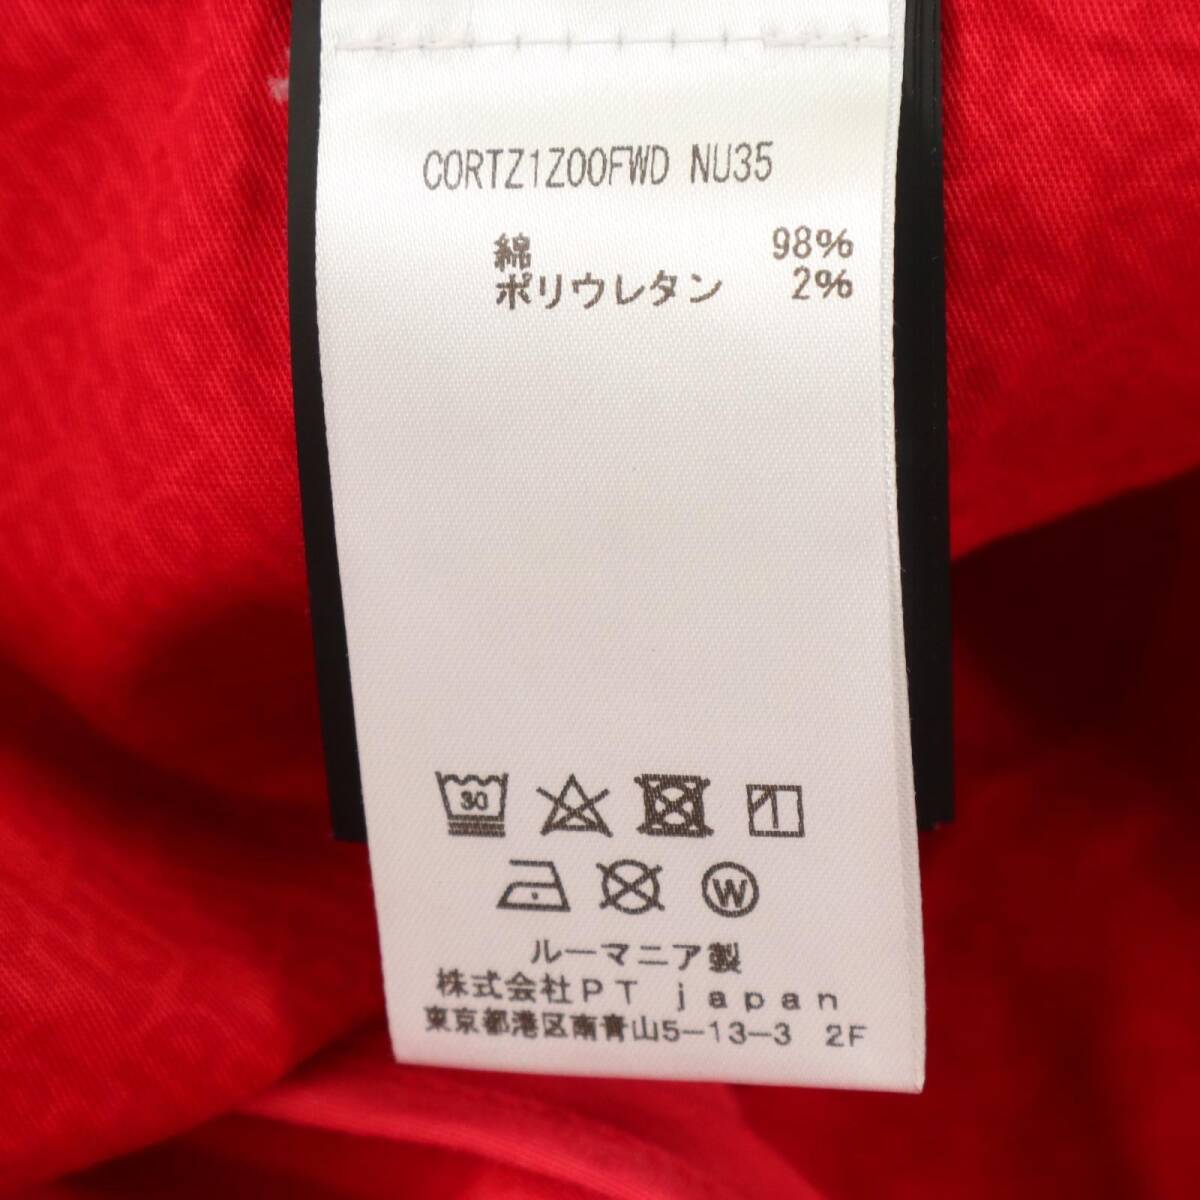 CORTZ1Z00FWD NU35
綿 98%
ポリウレタン 2%
30
W
ルーマニア製
株式会社PT japan
東京都港区南青山5-13-3 2F